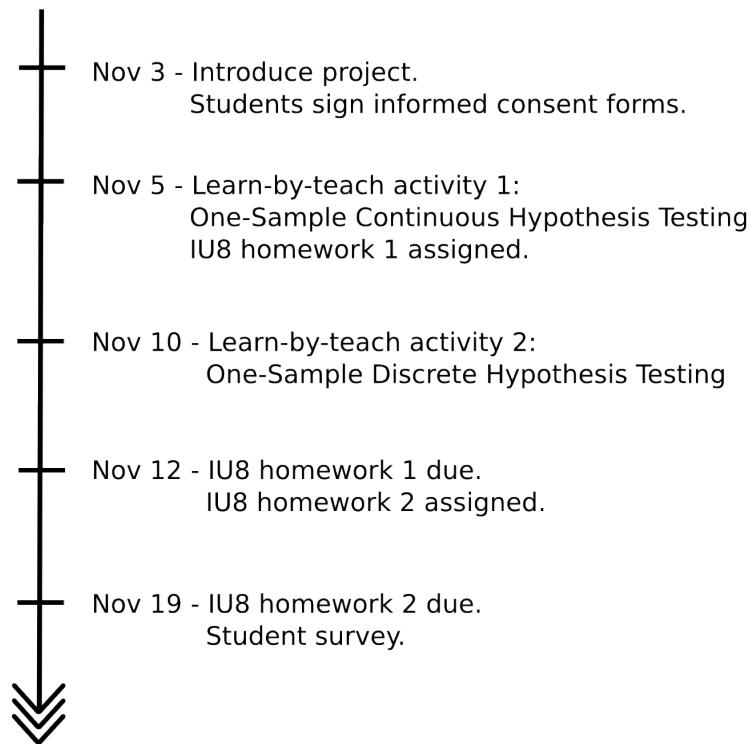 Nov 3 - Introduce project.
Students sign informed consent forms.
Nov 5 - Learn-by-teach activity 1:
One-Sample Continuous Hypothesis Testing
IU8 homework 1 assigned.
Nov 10 - Learn-by-teach activity 2:
One-Sample Discrete Hypothesis Testing
Nov 12 - IU8 homework 1 due.
IU8 homework 2 assigned.
Nov 19 - IU8 homework 2 due.
Student survey.